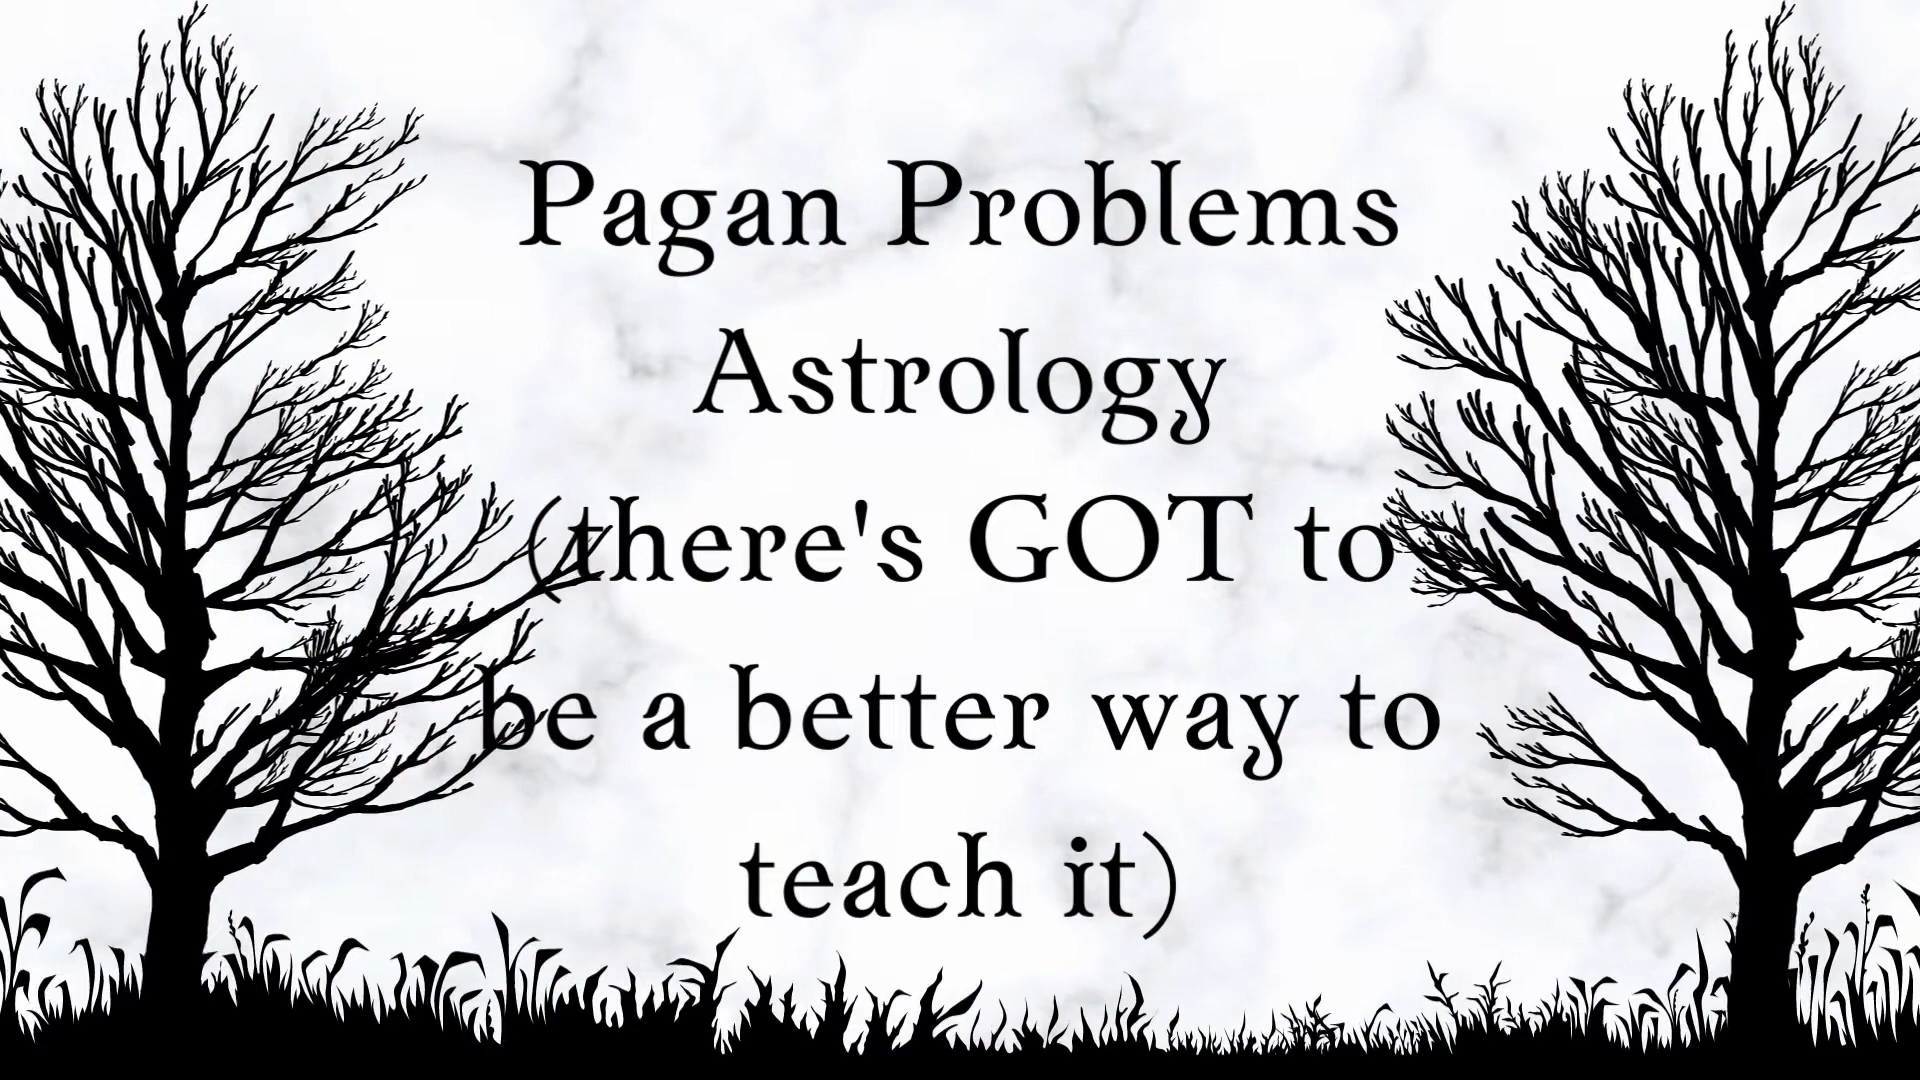 Pagan Problems
Astrology
(there's GOT to
be a better way to
teach it)